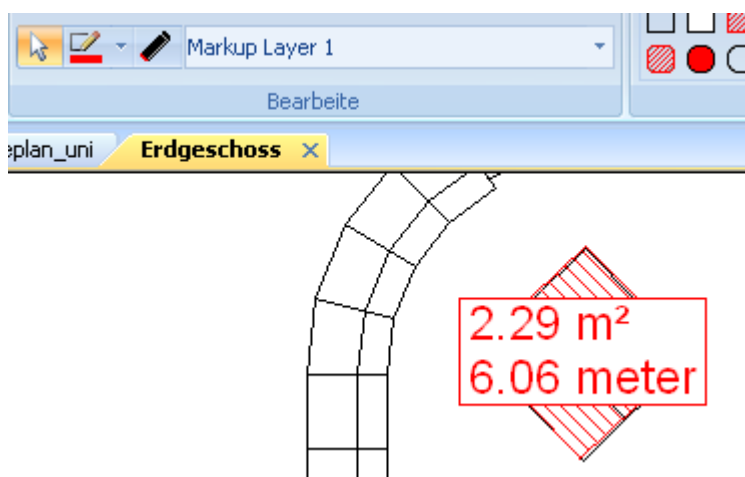 Markup Layer 1
Bearbeite
eplan_uni
Erdgeschoss
2.29 m²
6.06 meter